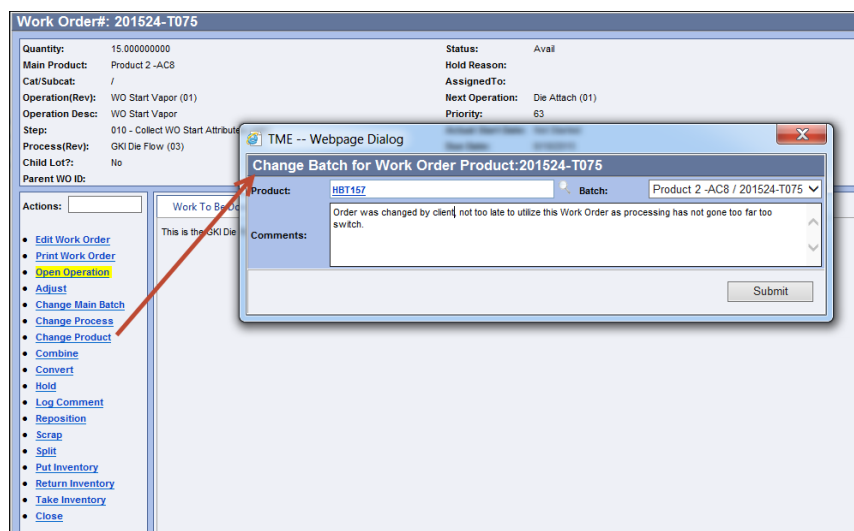 Work Order#: 201524-T075
Quantity: 15.000000000 Status: Avail
Main Product: Product 2 -AC8 Hold Reason:
Cat/Subcat: / AssignedTo:
Operation(Rev): WO Start Vapor (01) Next Operation: Die Attach (01)
Operation Desc: WO Start Vapor Priority: 63
Step: 010 - Collect WO Start Attribute
Process(Rev): GKI Die Flow (03)
Child Lot?: No
Parent WO ID:
TME -- Webpage Dialog
Change Batch for Work Order Product:201524-T075
Product: HBT157 Batch: Product 2 -AC8 / 201524-T075
Comments: Order was changed by client, not too late to utilize this Work Order as processing has not gone too far too
switch.
Submit
Actions: Work To Be Do
This is the GKI Die
Edit Work Order
Print Work Order
Open Operation
Adjust
Change Main Batch
Change Process
Change Product
Combine
Convert
Hold
Log Comment
Reposition
Scrap
Split
Put Inventory
Return Inventory
Take Inventory
Close